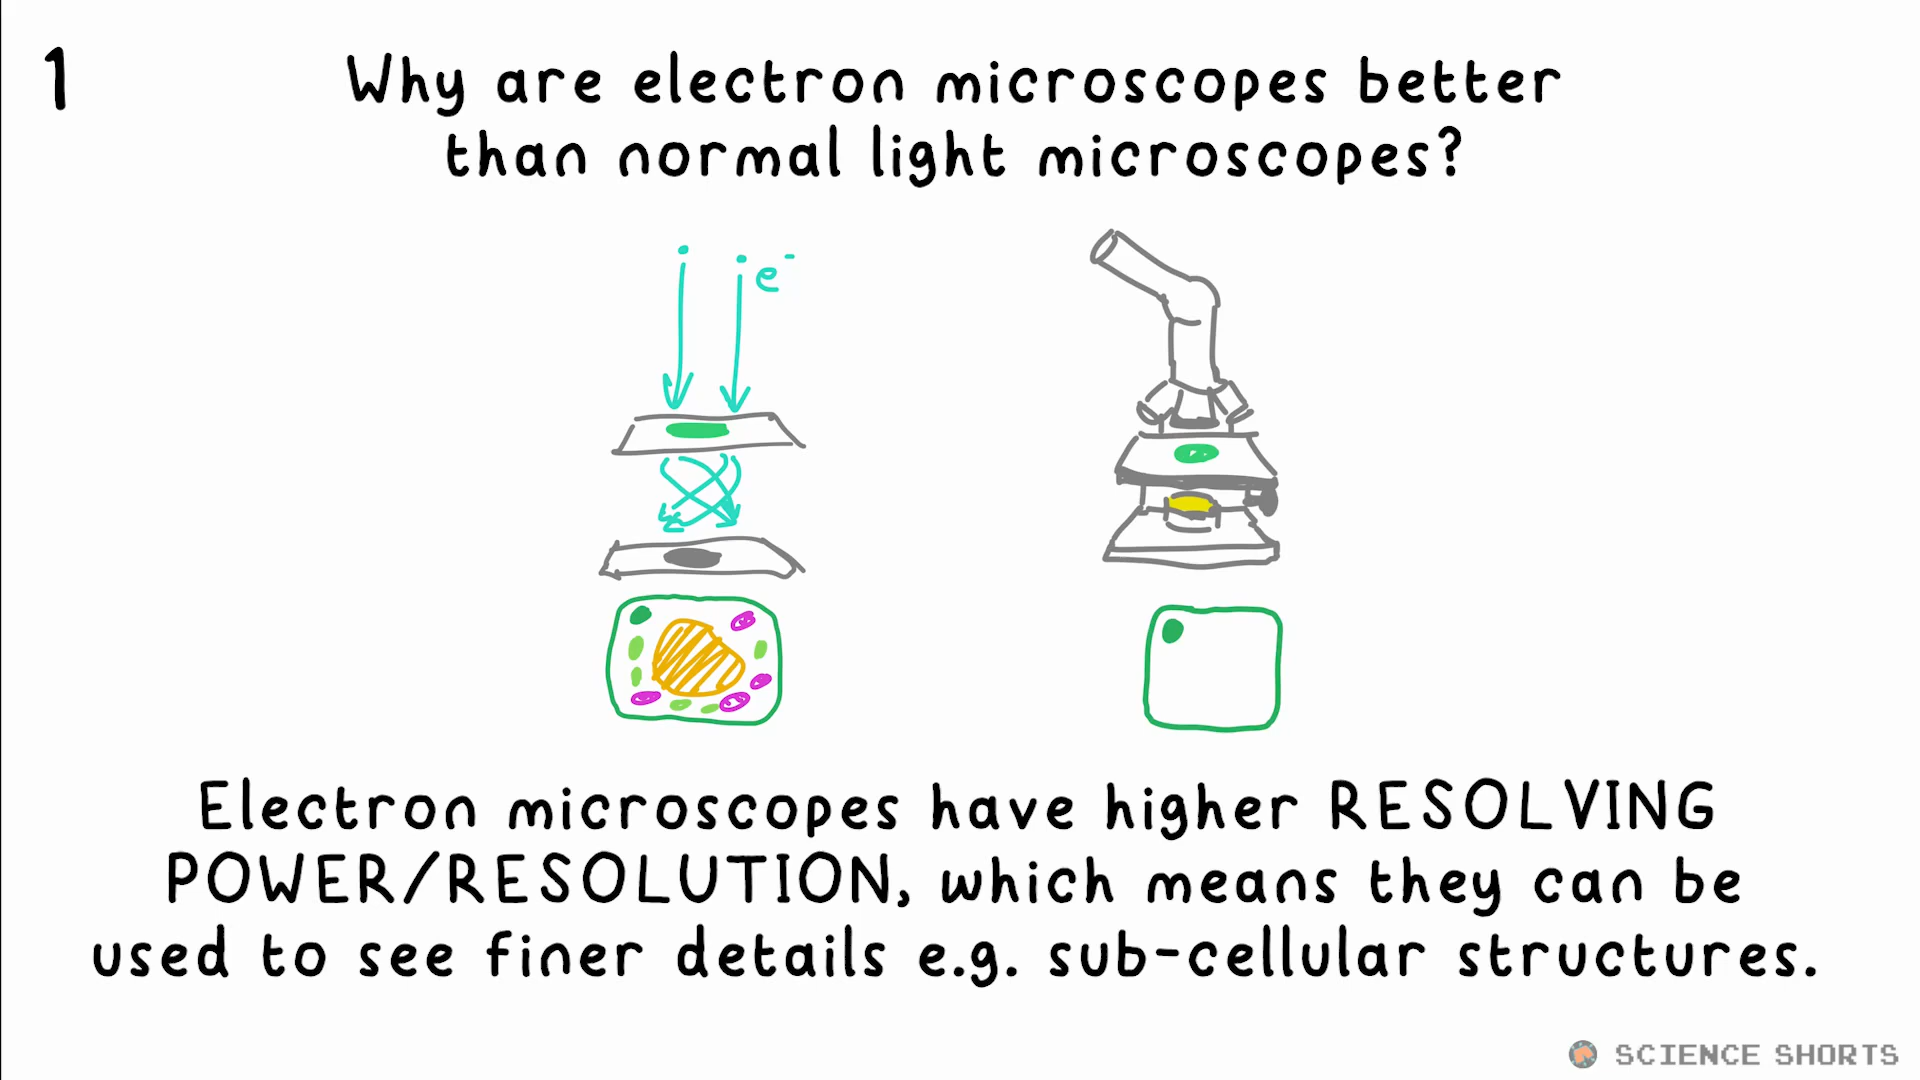 1
Why are electron microscopes better
than normal light microscopes?
e⁻
Electron microscopes have higher RESOLVING
POWER/RESOLUTION, which means they can be
used to see finer details e.g. sub-cellular structures.
SCIENCE SHORTS